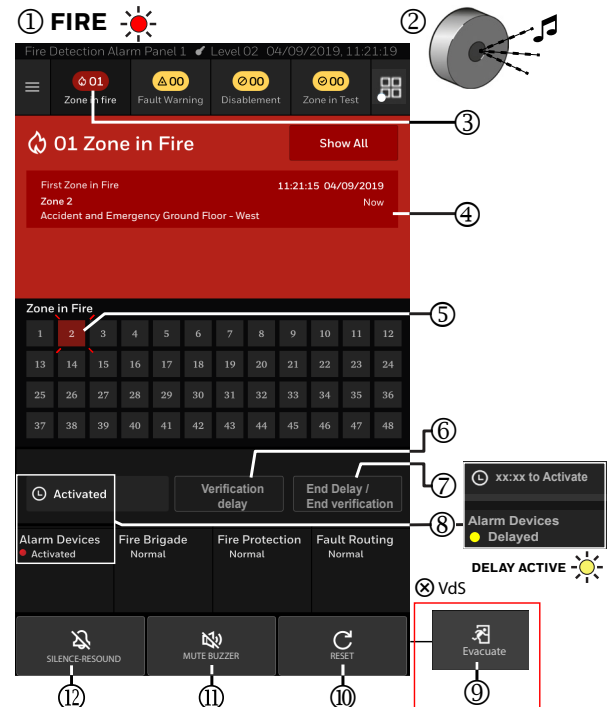 ① FIRE
②
Fire Detection Alarm Panel 1 Level 02 04/09/2019, 11:21:19
01 00 00 00
Zone in fire Fault Warning Disablement Zone in Test
③
01 Zone in Fire Show All
First Zone in Fire 11:21:15 04/09/2019
Zone 2 Now
Accident and Emergency Ground Floor - West
④
Zone in Fire
⑤
1 2 3 4 5 6 7 8 9 10 11 12
13 14 15 16 17 18 19 20 21 22 23 24
25 26 27 28 29 30 31 32 33 34 35 36
37 38 39 40 41 42 43 44 45 46 47 48
⑥
Activated
Verification
delay
End Delay /
End verification
⑦
xx:xx to Activate
⑧
Alarm Devices
Delayed
Alarm Devices Fire Brigade Fire Protection Fault Routing
Activated Normal Normal Normal
DELAY ACTIVE
VdS
SILENCE-RESOUND MUTE BUZZER RESET
Evacuate
⑫ ⑪ ⑩ ⑨